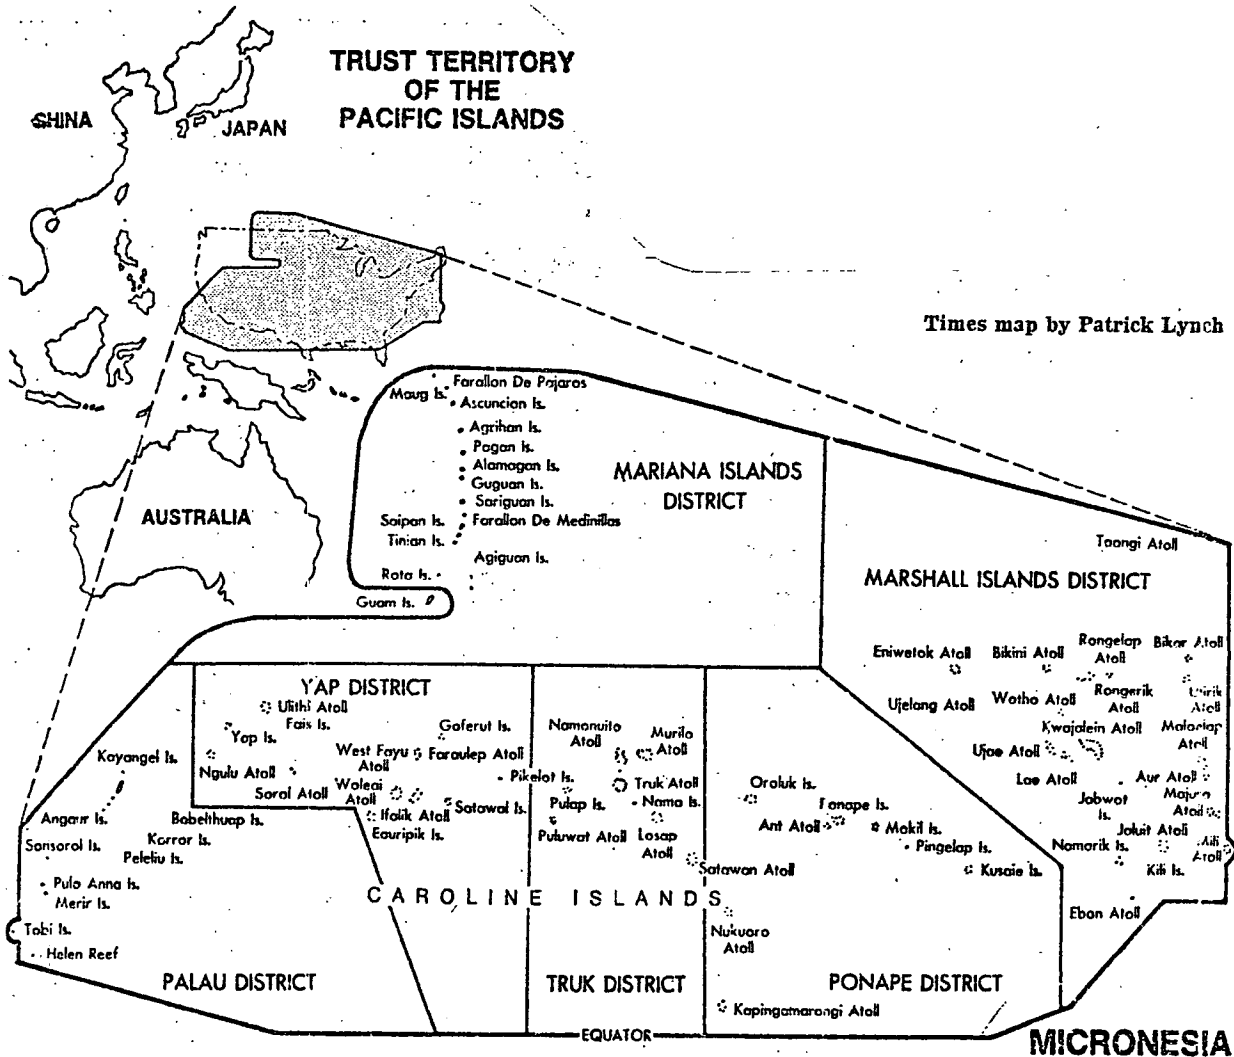 TRUST TERRITORY
OF THE
PACIFIC ISLANDS
CHINA
JAPAN
Times map by Patrick Lynch
AUSTRALIA
Farallon De Pajaros
Maug Is.
Ascuncion Is.
Agrihan Is.
Pagan Is.
Alamagan Is.
Guguan Is.
Sariguan Is.
Saipan Is.
Farallon De Medinillas
Tinian Is.
Agiguan Is.
Rota Is.
Guam Is.
MARIANA ISLANDS
DISTRICT
Taongi Atoll
MARSHALL ISLANDS DISTRICT
Eniwetok Atoll
Bikini Atoll
Rongelap
Atoll
Bikar Atoll
Ujelang Atoll
Wotho Atoll
Rongerik
Atoll
Atoll
Kwajalein Atoll
Maloelap
Atoll
Ujae Atoll
Lae Atoll
Aur Atoll
Jabwot
Is.
Majuro
Atoll
Jaluit Atoll
Namorik Is.
Mili
Atoll
Kili Is.
Ebon Atoll
YAP DISTRICT
Ulithi Atoll
Fais Is.
Yap Is.
Gaferut Is.
West Fayu
Atoll
Faraulep Atoll
Ngulu Atoll
Sorol Atoll
Woleai
Atoll
Pikelot Is.
Ifalik Atoll
Satawal Is.
Eauripik Is.
Namonuito
Atoll
Murilo
Atoll
Truk Atoll
Pulap Is.
Nama Is.
Puluwat Atoll
Losap
Atoll
Satawan Atoll
Oroluk Is.
Ponape Is.
Ant Atoll
Mokil Is.
Pingelap Is.
Kusaie Is.
Kayangel Is.
Angaur Is.
Babelthuap Is.
Sonsorol Is.
Korror Is.
Peleliu Is.
Pulo Anna Is.
Merir Is.
Tobi Is.
Helen Reef
CAROLINE ISLANDS
Nukuoro
Atoll
Kapingamarangi Atoll
PALAU DISTRICT
TRUK DISTRICT
PONAPE DISTRICT
EQUATOR
MICRONESIA